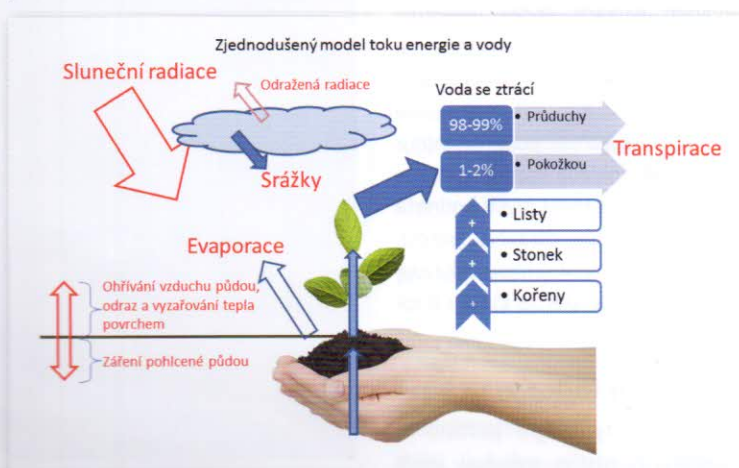 Zjednodušený model toku energie a vody
Sluneční radiace
Odražená radiace
Srážky
Evaporace
Ohřívání vzduchu půdou,
odraz a vyzařování tepla
povrchem
Záření pohlcené půdou
Voda se ztrácí
98-99%
• Průduchy
1-2%
• Pokožkou
Transpirace
+
• Listy
+
• Stonek
+
• Kořeny